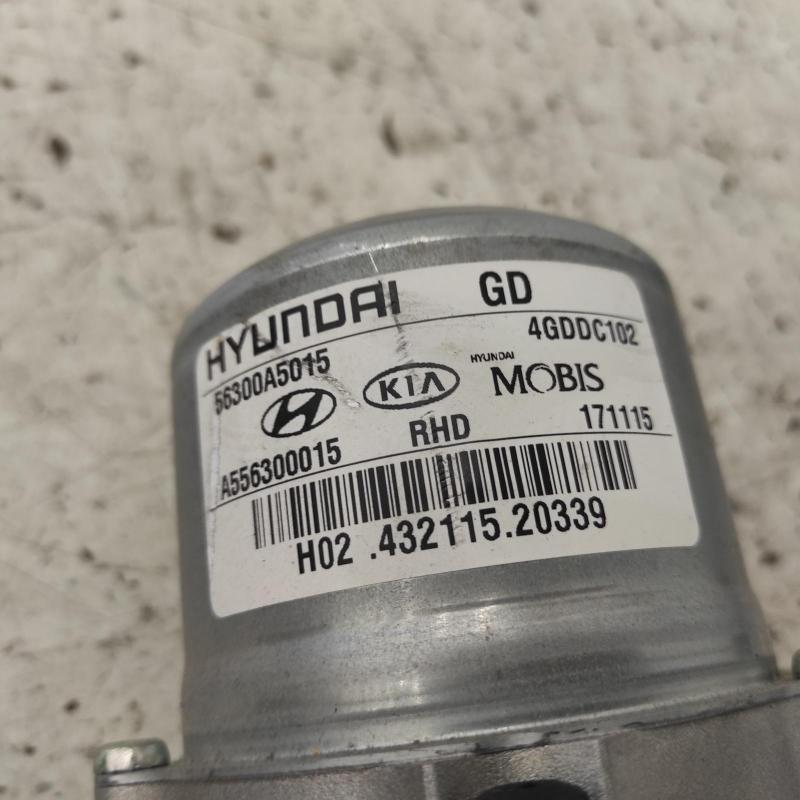 HYUNDAI GD
56300A5015 4GDDC102
KIA HYUNDAI MOBIS
A556300015 RHD 171115
H02 .432115.20339